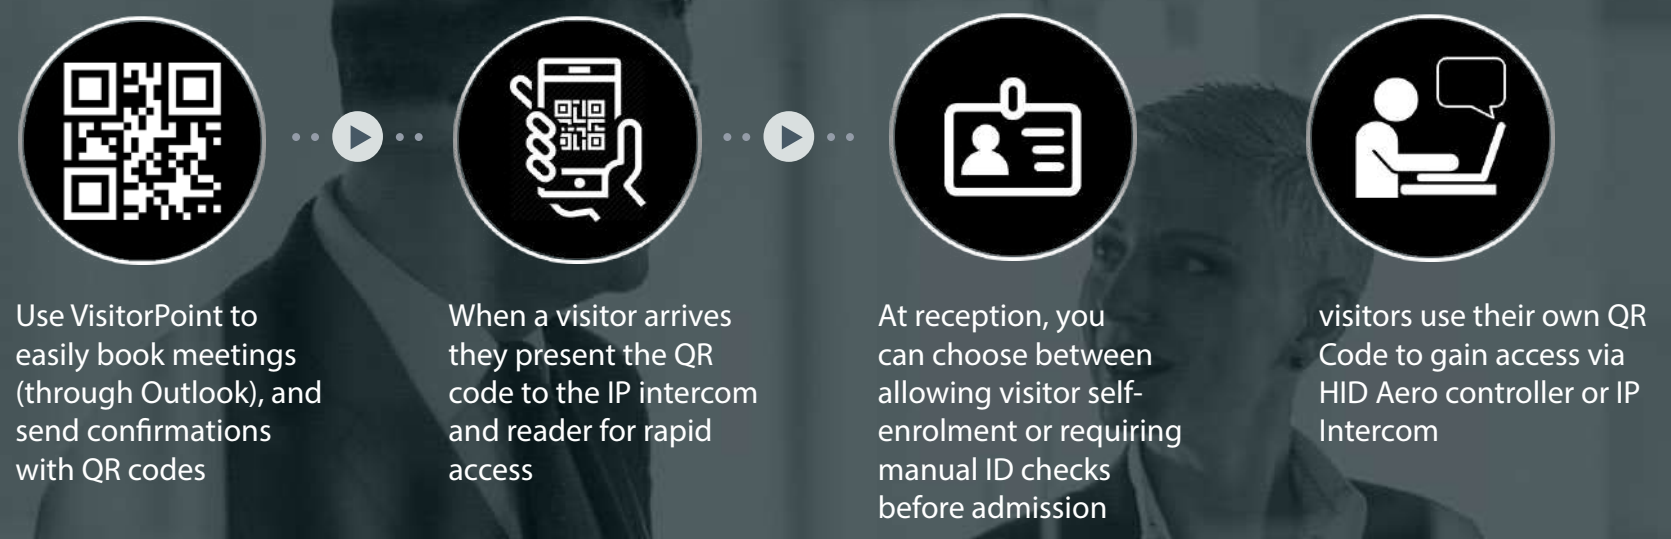 Use VisitorPoint to
easily book meetings
(through Outlook), and
send confirmations
with QR codes
When a visitor arrives
they present the QR
code to the IP intercom
and reader for rapid
access
At reception, you
can choose between
allowing visitor self-
enrolment or requiring
manual ID checks
before admission
visitors use their own QR
Code to gain access via
HID Aero controller or IP
Intercom